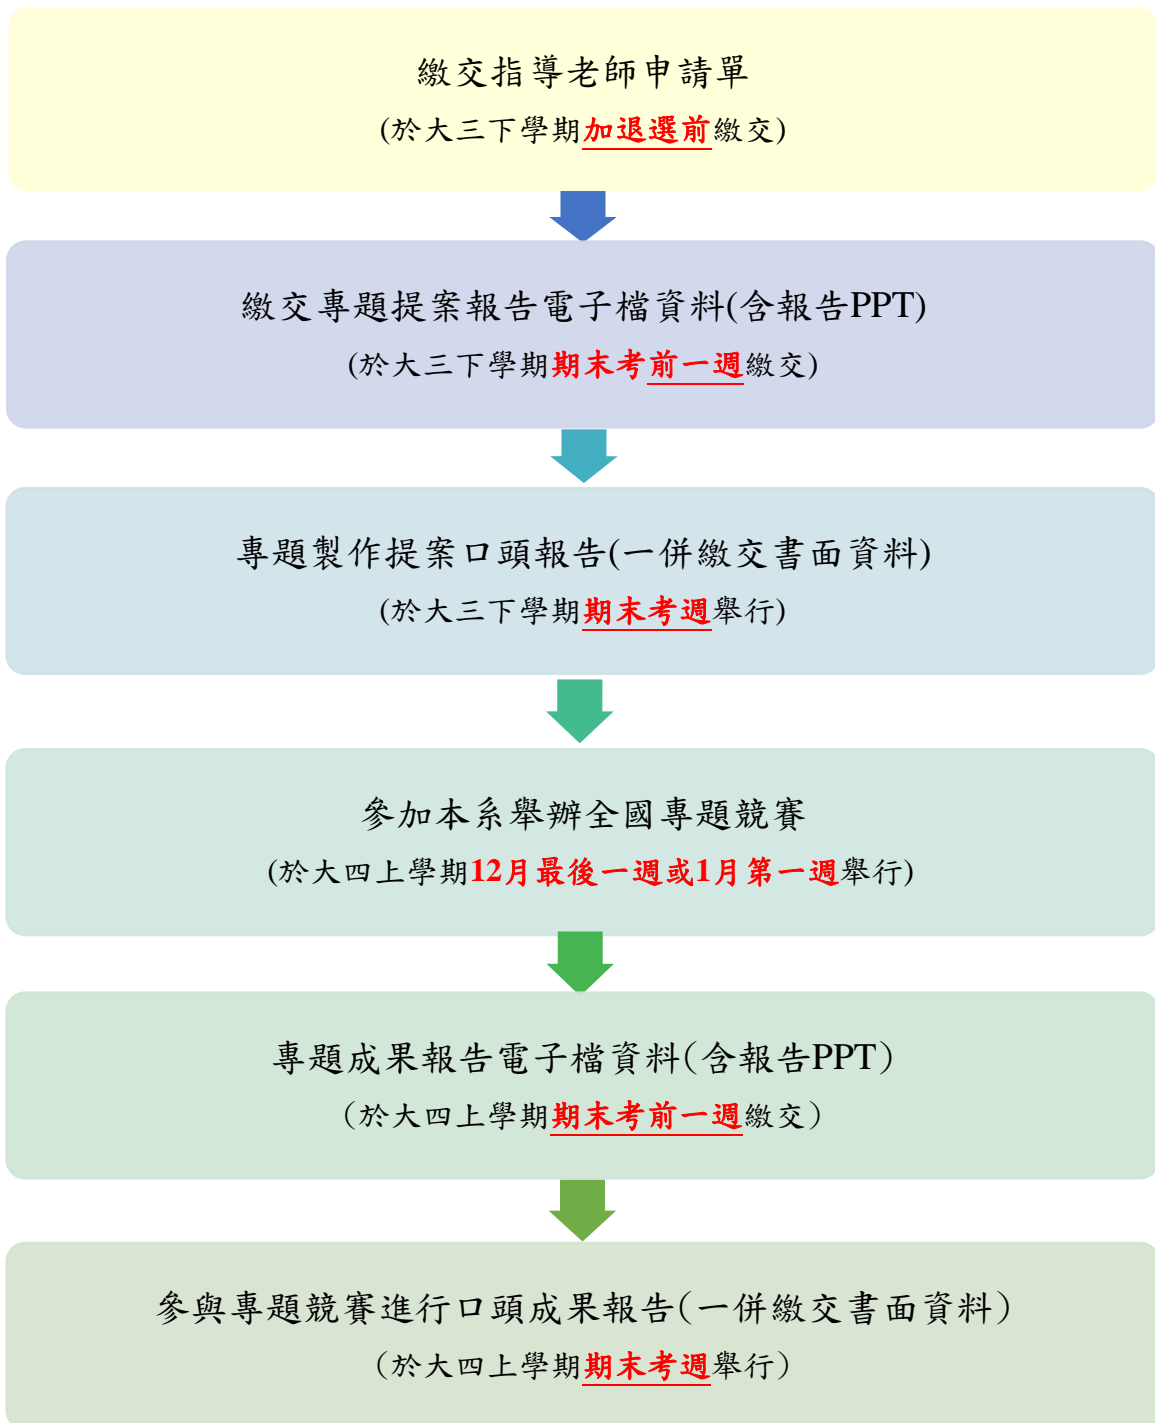 繳交指導老師申請單
(於大三下學期加退選前繳交)
繳交專題提案報告電子檔資料(含報告PPT)
(於大三下學期期末考前一週繳交)
專題製作提案口頭報告(一併繳交書面資料)
(於大三下學期期末考週舉行)
參加本系舉辦全國專題競賽
(於大四上學期12月最後一週或1月第一週舉行)
專題成果報告電子檔資料(含報告PPT)
(於大四上學期期末考前一週繳交)
參與專題競賽進行口頭成果報告(一併繳交書面資料)
(於大四上學期期末考週舉行)